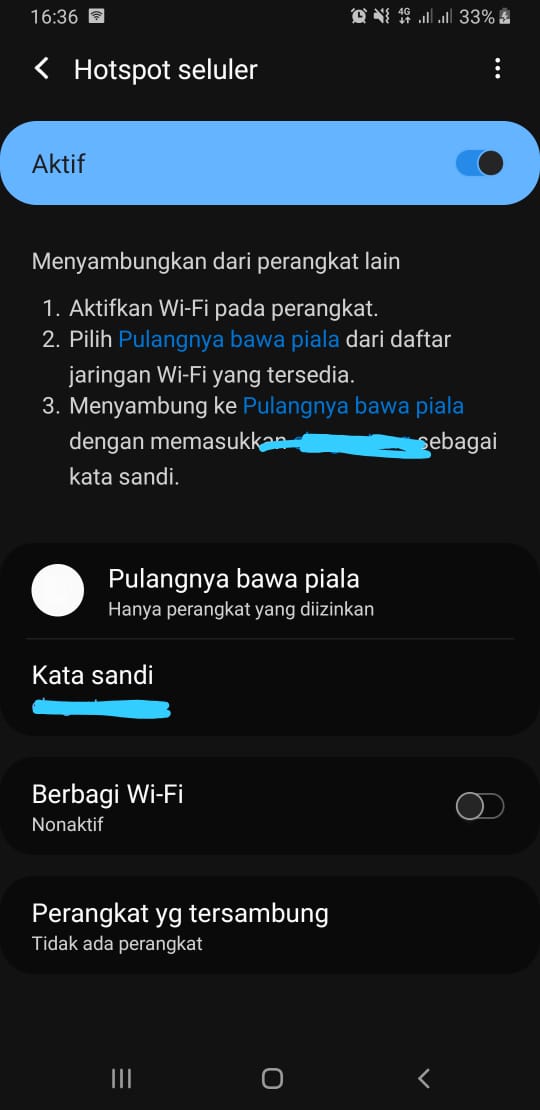 16:36 4G 33%
Hotspot seluler
Aktif
Menyambungkan dari perangkat lain
1. Aktifkan Wi-Fi pada perangkat.
2. Pilih Pulangnya bawa piala dari daftar
jaringan Wi-Fi yang tersedia.
3. Menyambung ke Pulangnya bawa piala
dengan memasukkan sebagai
kata sandi.
Pulangnya bawa piala
Hanya perangkat yang diizinkan
Kata sandi
Berbagi Wi-Fi
Nonaktif
Perangkat yg tersambung
Tidak ada perangkat